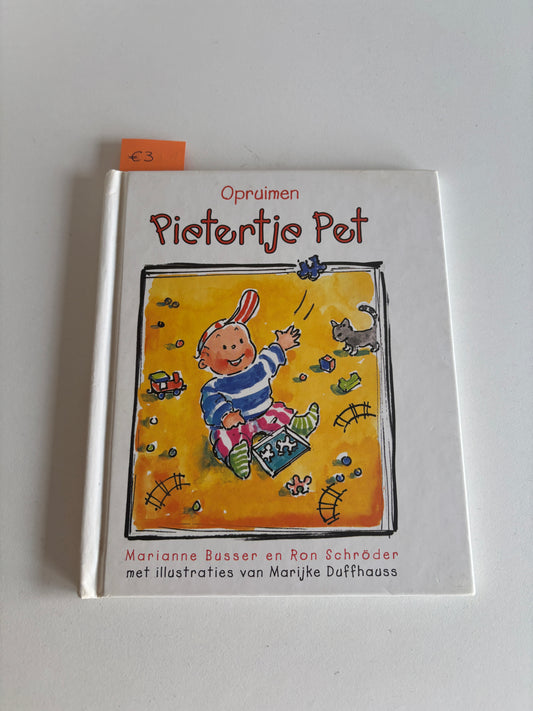 €3
Opruimen
Pietertje Pet
Marianne Busser en Ron Schröder
met illustraties van Marijke Duffhauss